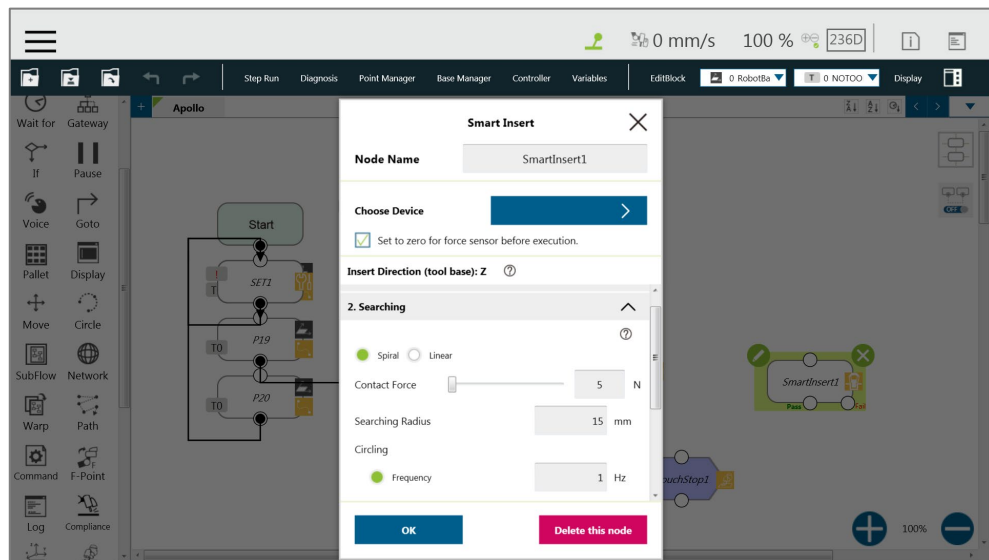 0 mm/s 100 % 236D
Step Run Diagnosis Point Manager Base Manager Controller Variables EditBlock 0 RobotBa T 0 NOTOO Display
Wait for Gateway
Apollo
If Pause
Voice Goto
Pallet Display
Move Circle
SubFlow Network
Warp Path
Command F-Point
Log Compliance
Start
SET1
! T
P19
T0
P20
T0
Smart Insert
Node Name SmartInsert1
Choose Device
Set to zero for force sensor before execution.
Insert Direction (tool base): Z ?
2. Searching
?
Spiral Linear
Contact Force 5 N
Searching Radius 15 mm
Circling
Frequency 1 Hz
OK Delete this node
OFF
SmartInsert1
Pass Fail
uchStop1
100%